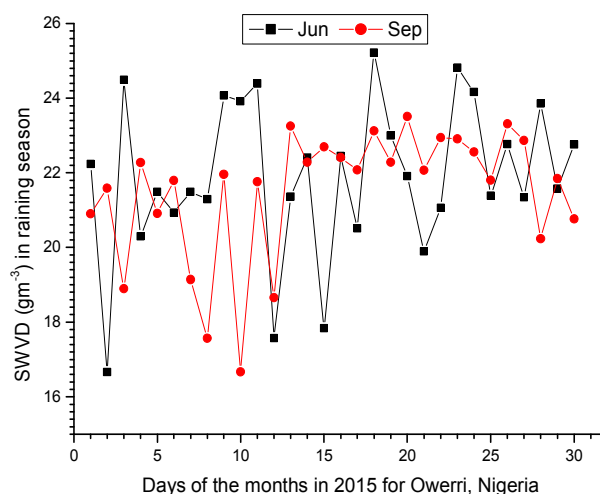 Jun Sep
26
24
22
20
18
16
SWVD (gm⁻³) in raining season
0 5 10 15 20 25 30
Days of the months in 2015 for Owerri, Nigeria